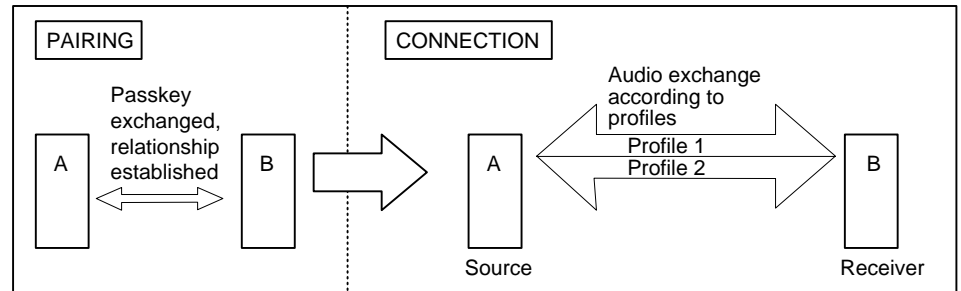 PAIRING
Passkey
exchanged,
relationship
established
A
B
CONNECTION
Audio exchange
according to
profiles
Profile 1
Profile 2
A
B
Source
Receiver